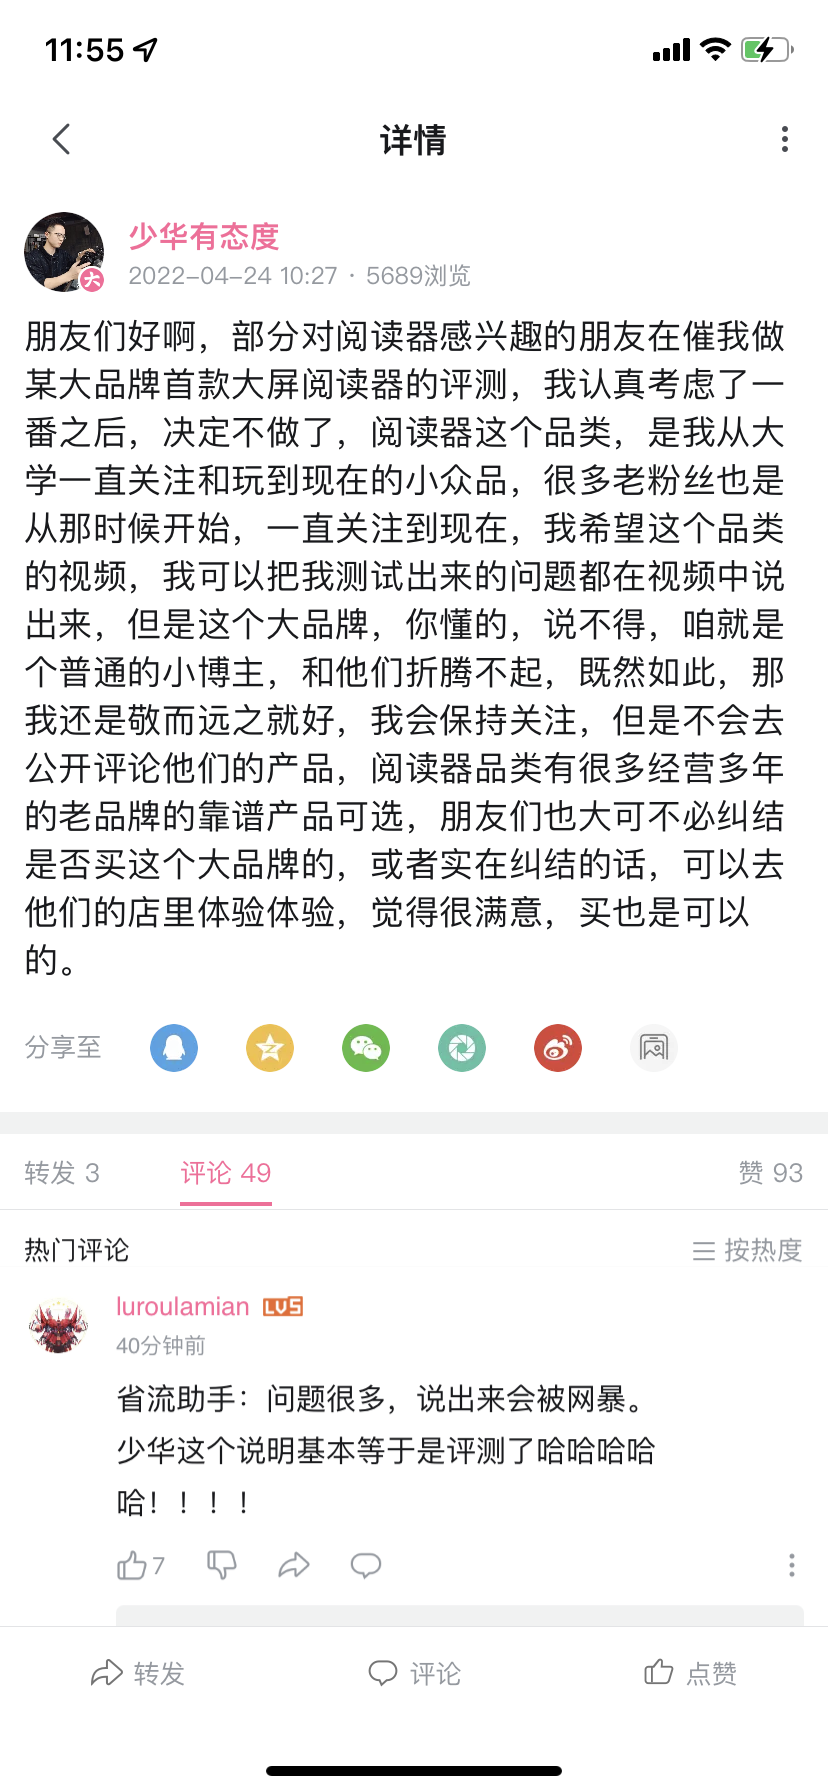 11:55
详情
少华有态度
大
2022-04-24 10:27 · 5689浏览
朋友们好啊，部分对阅读器感兴趣的朋友在催我做
某大品牌首款大屏阅读器的评测，我认真考虑了一
番之后，决定不做了，阅读器这个品类，是我从大
学一直关注和玩到现在的小众品，很多老粉丝也是
从那时候开始，一直关注到现在，我希望这个品类
的视频，我可以把我测试出来的问题都在视频中说
出来，但是这个大品牌，你懂的，说不得，咱就是
个普通的小博主，和他们折腾不起，既然如此，那
我还是敬而远之就好，我会保持关注，但是不会去
公开评论他们的产品，阅读器品类有很多经营多年
的老品牌的靠谱产品可选，朋友们也大可不必纠结
是否买这个大品牌的，或者实在纠结的话，可以去
他们的店里体验体验，觉得很满意，买也是可以
的。
分享至
转发 3 评论 49 赞 93
热门评论 按热度
luroulamian LV5
40分钟前
省流助手：问题很多，说出来会被网暴。
少华这个说明基本等于是评测了哈哈哈哈
哈！！！！
7
转发 评论 点赞